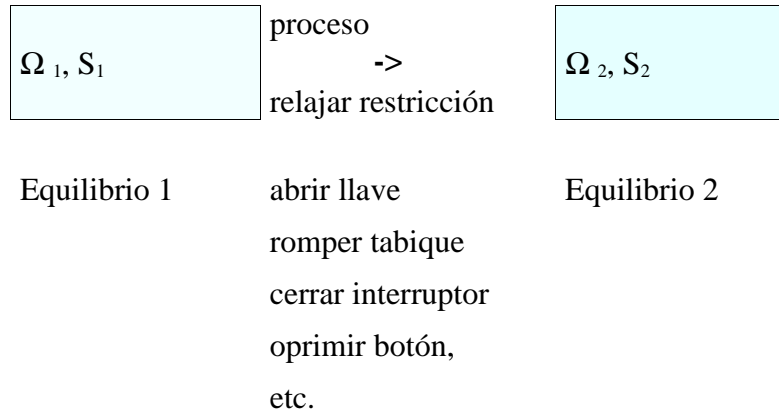 proceso
Ω 1, S1 -> Ω 2, S2
relajar restricción
Equilibrio 1 abrir llave Equilibrio 2
romper tabique
cerrar interruptor
oprimir botón,
etc.